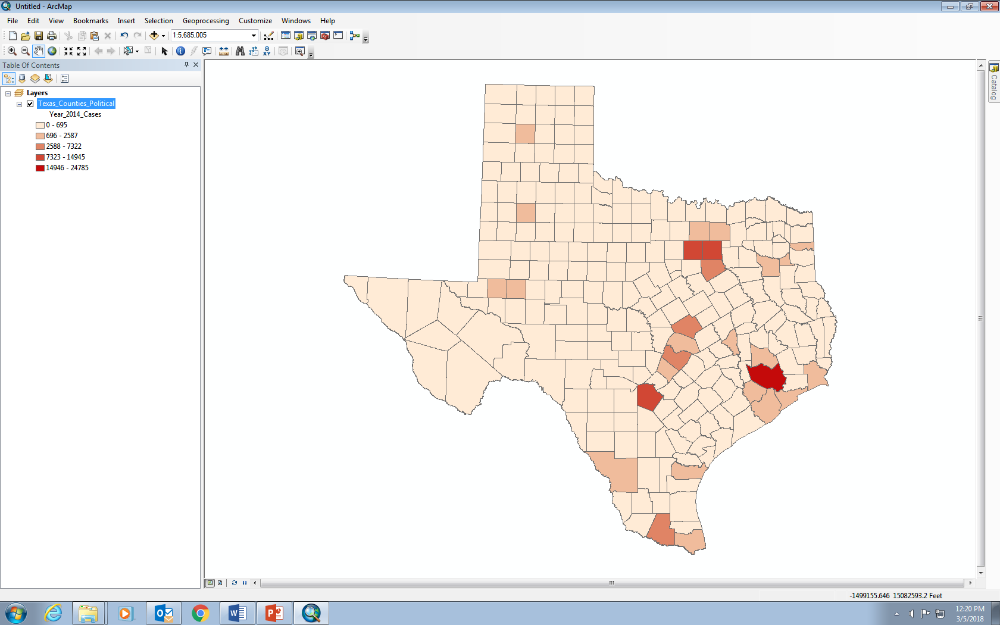 Untitled - ArcMap
File Edit View Bookmarks Insert Selection Geoprocessing Customize Windows Help
1:5,685,005
XY
Table Of Contents
Layers
Texas_Counties_Political
Year_2014_Cases
0 - 695
696 - 2587
2588 - 7322
7323 - 14945
14946 - 24785
Catalog
-1499155.646 15082593.2 Feet
12:20 PM
3/5/2018